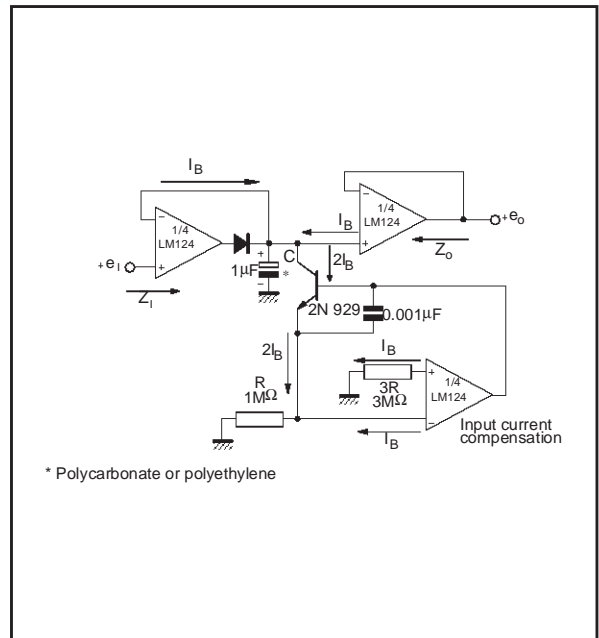 I_B
1/4
LM124
+e_I
Z_I
1µF
+
*
−
C
I_B
2I_B
1/4
LM124
+e_o
Z_o
2N 929
0.001µF
2I_B
R
1MΩ
I_B
3R
3MΩ
1/4
LM124
I_B
Input current
compensation
* Polycarbonate or polyethylene